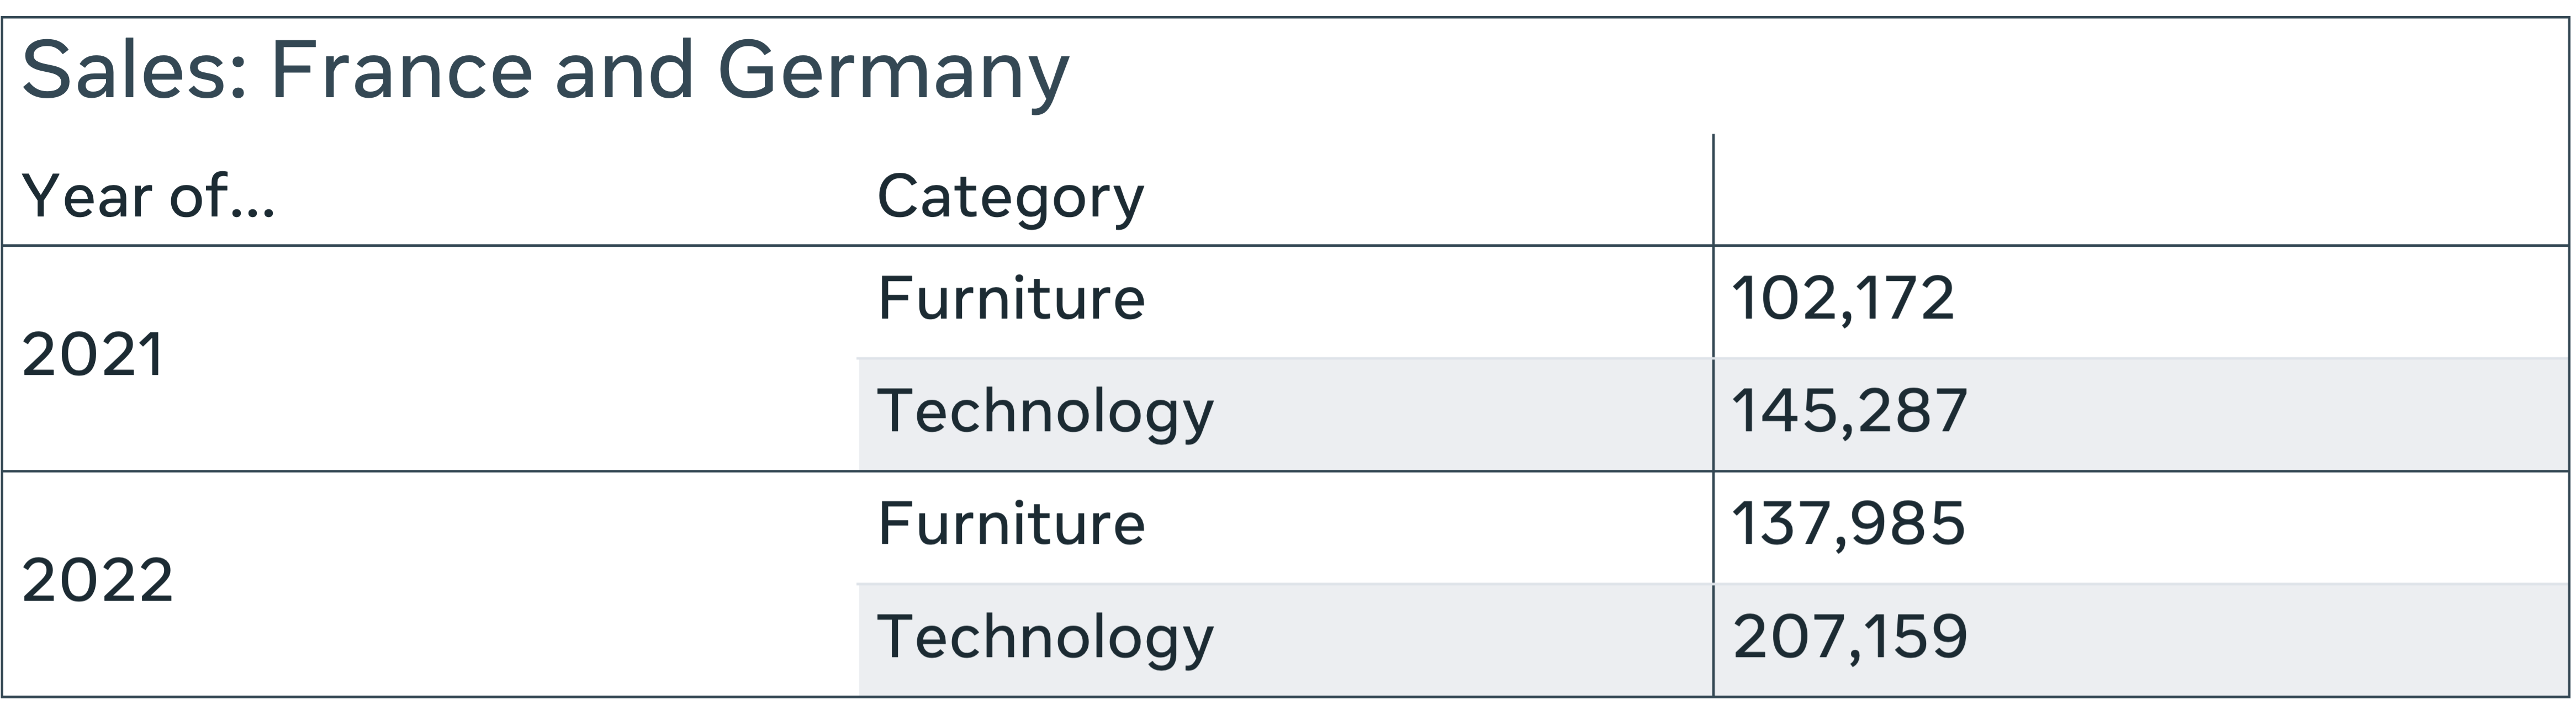 Sales: France and Germany
Year of... Category
2021
Furniture 102,172
Technology 145,287
2022
Furniture 137,985
Technology 207,159